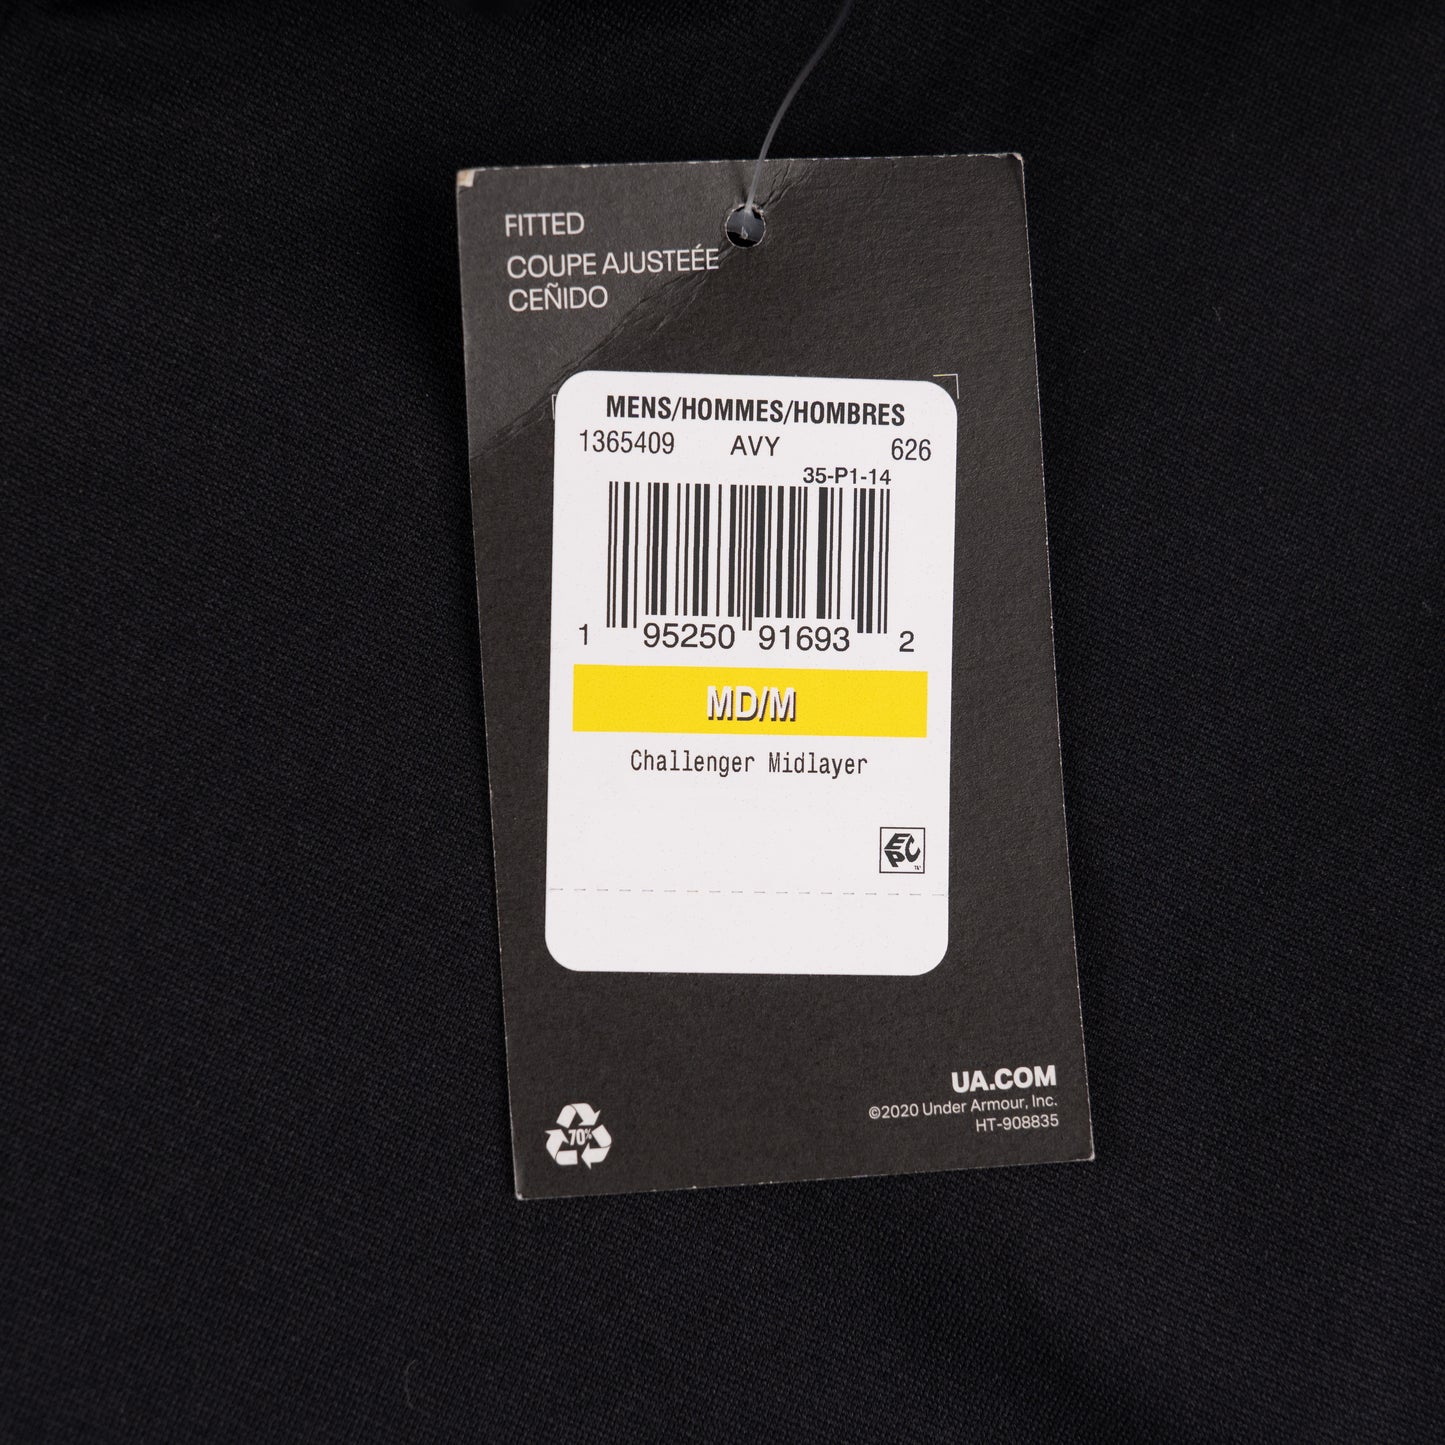 FITTED
COUPE AJUSTEÉE
CEÑIDO
MENS/HOMMES/HOMBRES
1365409 AVY 626
35-P1-14
1 95250 91693 2
MD/M
Challenger Midlayer
EPC
UA.COM
©2020 Under Armour, Inc.
HT-908835
70%